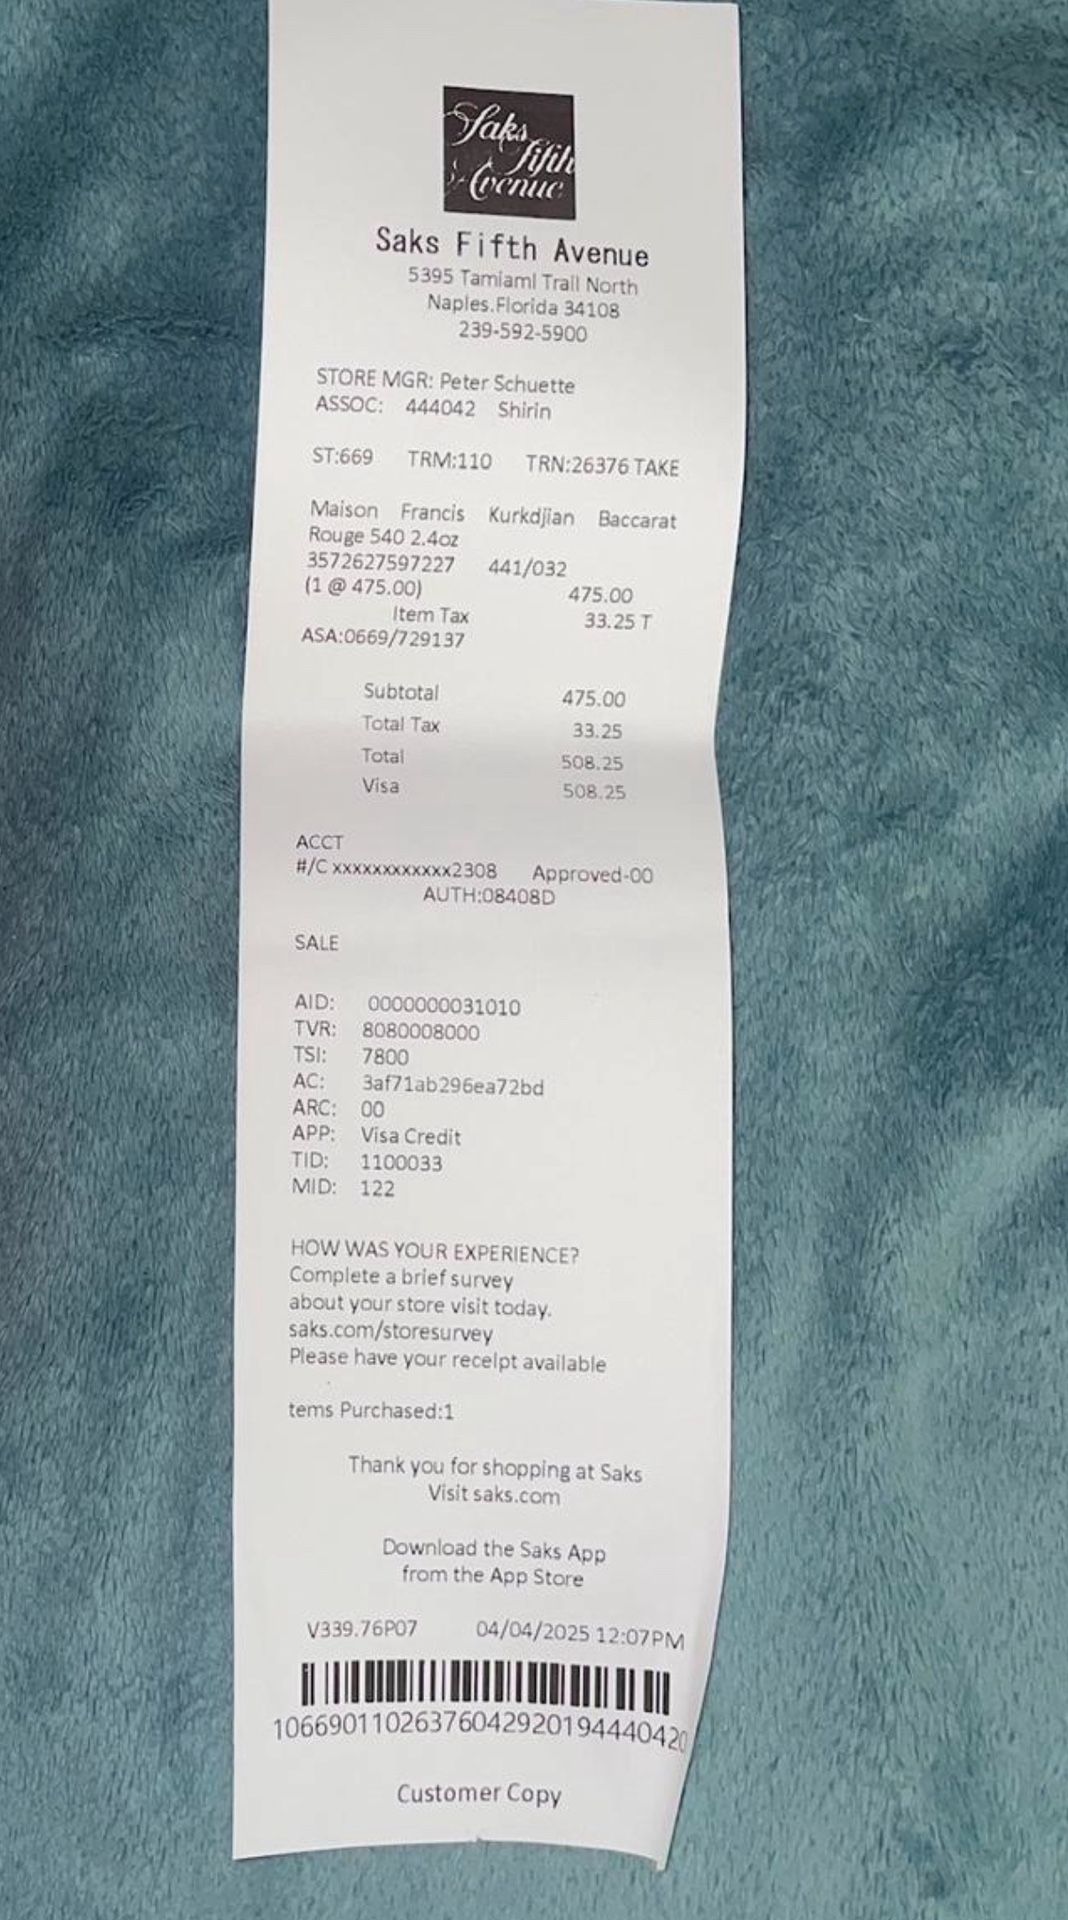 Saks
fifth
Avenue
Saks Fifth Avenue
5395 Tamiaml Trall North
Naples.Florida 34108
239-592-5900
STORE MGR: Peter Schuette
ASSOC: 444042 Shirin
ST:669 TRM:110 TRN:26376 TAKE
Maison Francis Kurkdjian Baccarat
Rouge 540 2.4oz
3572627597227 441/032
(1 @ 475.00) 475.00
Item Tax 33.25 T
ASA:0669/729137
Subtotal 475.00
Total Tax 33.25
Total 508.25
Visa 508.25
ACCT
#/C xxxxxxxxxxxx2308 Approved-00
AUTH:08408D
SALE
AID: 0000000031010
TVR: 8080008000
TSI: 7800
AC: 3af71ab296ea72bd
ARC: 00
APP: Visa Credit
TID: 1100033
MID: 122
HOW WAS YOUR EXPERIENCE?
Complete a brief survey
about your store visit today.
saks.com/storesurvey
Please have your recelpt available
tems Purchased:1
Thank you for shopping at Saks
Visit saks.com
Download the Saks App
from the App Store
V339.76P07 04/04/2025 12:07PM
10669011026376042920194440420
Customer Copy